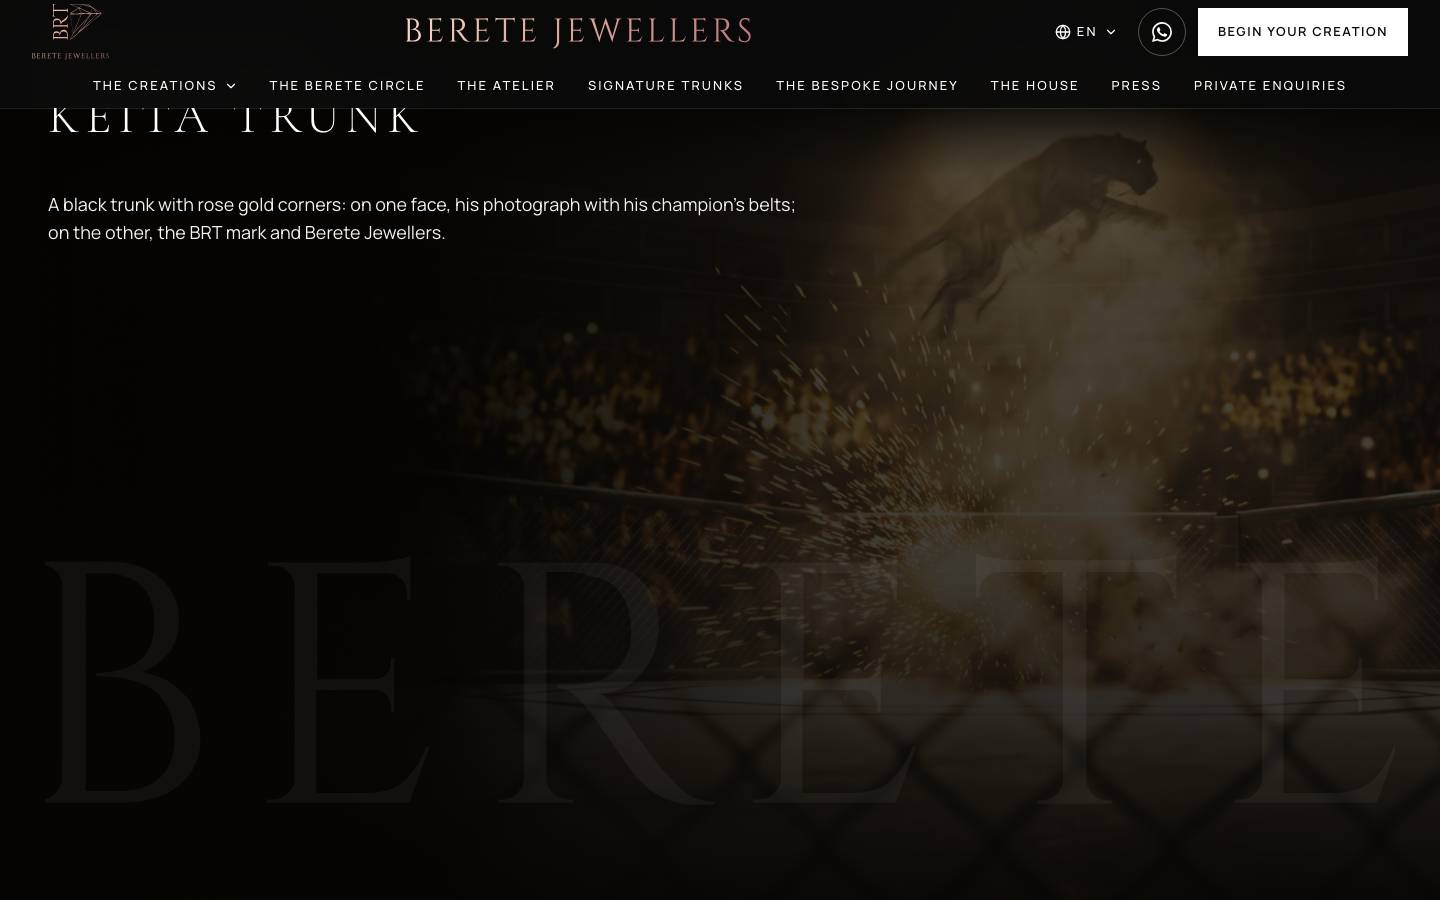 BRT
BERETE JEWELLERS
BERETE JEWELLERS
EN
BEGIN YOUR CREATION
THE CREATIONS
THE BERETE CIRCLE
THE ATELIER
SIGNATURE TRUNKS
THE BESPOKE JOURNEY
THE HOUSE
PRESS
PRIVATE ENQUIRIES
KEITA TRUNK
A black trunk with rose gold corners: on one face, his photograph with his champion's belts;
on the other, the BRT mark and Berete Jewellers.
BERETE